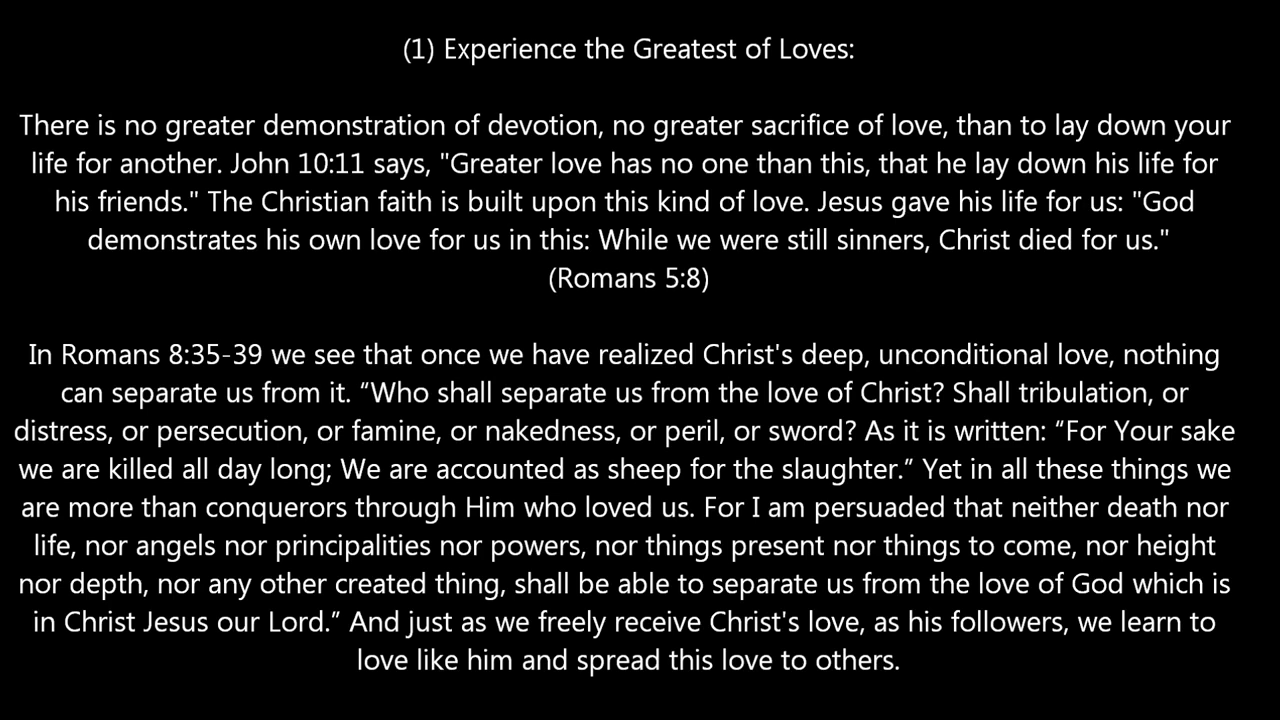 (1) Experience the Greatest of Loves:
There is no greater demonstration of devotion, no greater sacrifice of love, than to lay down your
life for another. John 10:11 says, "Greater love has no one than this, that he lay down his life for
his friends." The Christian faith is built upon this kind of love. Jesus gave his life for us: "God
demonstrates his own love for us in this: While we were still sinners, Christ died for us."
(Romans 5:8)
In Romans 8:35-39 we see that once we have realized Christ's deep, unconditional love, nothing
can separate us from it. “Who shall separate us from the love of Christ? Shall tribulation, or
distress, or persecution, or famine, or nakedness, or peril, or sword? As it is written: “For Your sake
we are killed all day long; We are accounted as sheep for the slaughter.” Yet in all these things we
are more than conquerors through Him who loved us. For I am persuaded that neither death nor
life, nor angels nor principalities nor powers, nor things present nor things to come, nor height
nor depth, nor any other created thing, shall be able to separate us from the love of God which is
in Christ Jesus our Lord.” And just as we freely receive Christ's love, as his followers, we learn to
love like him and spread this love to others.